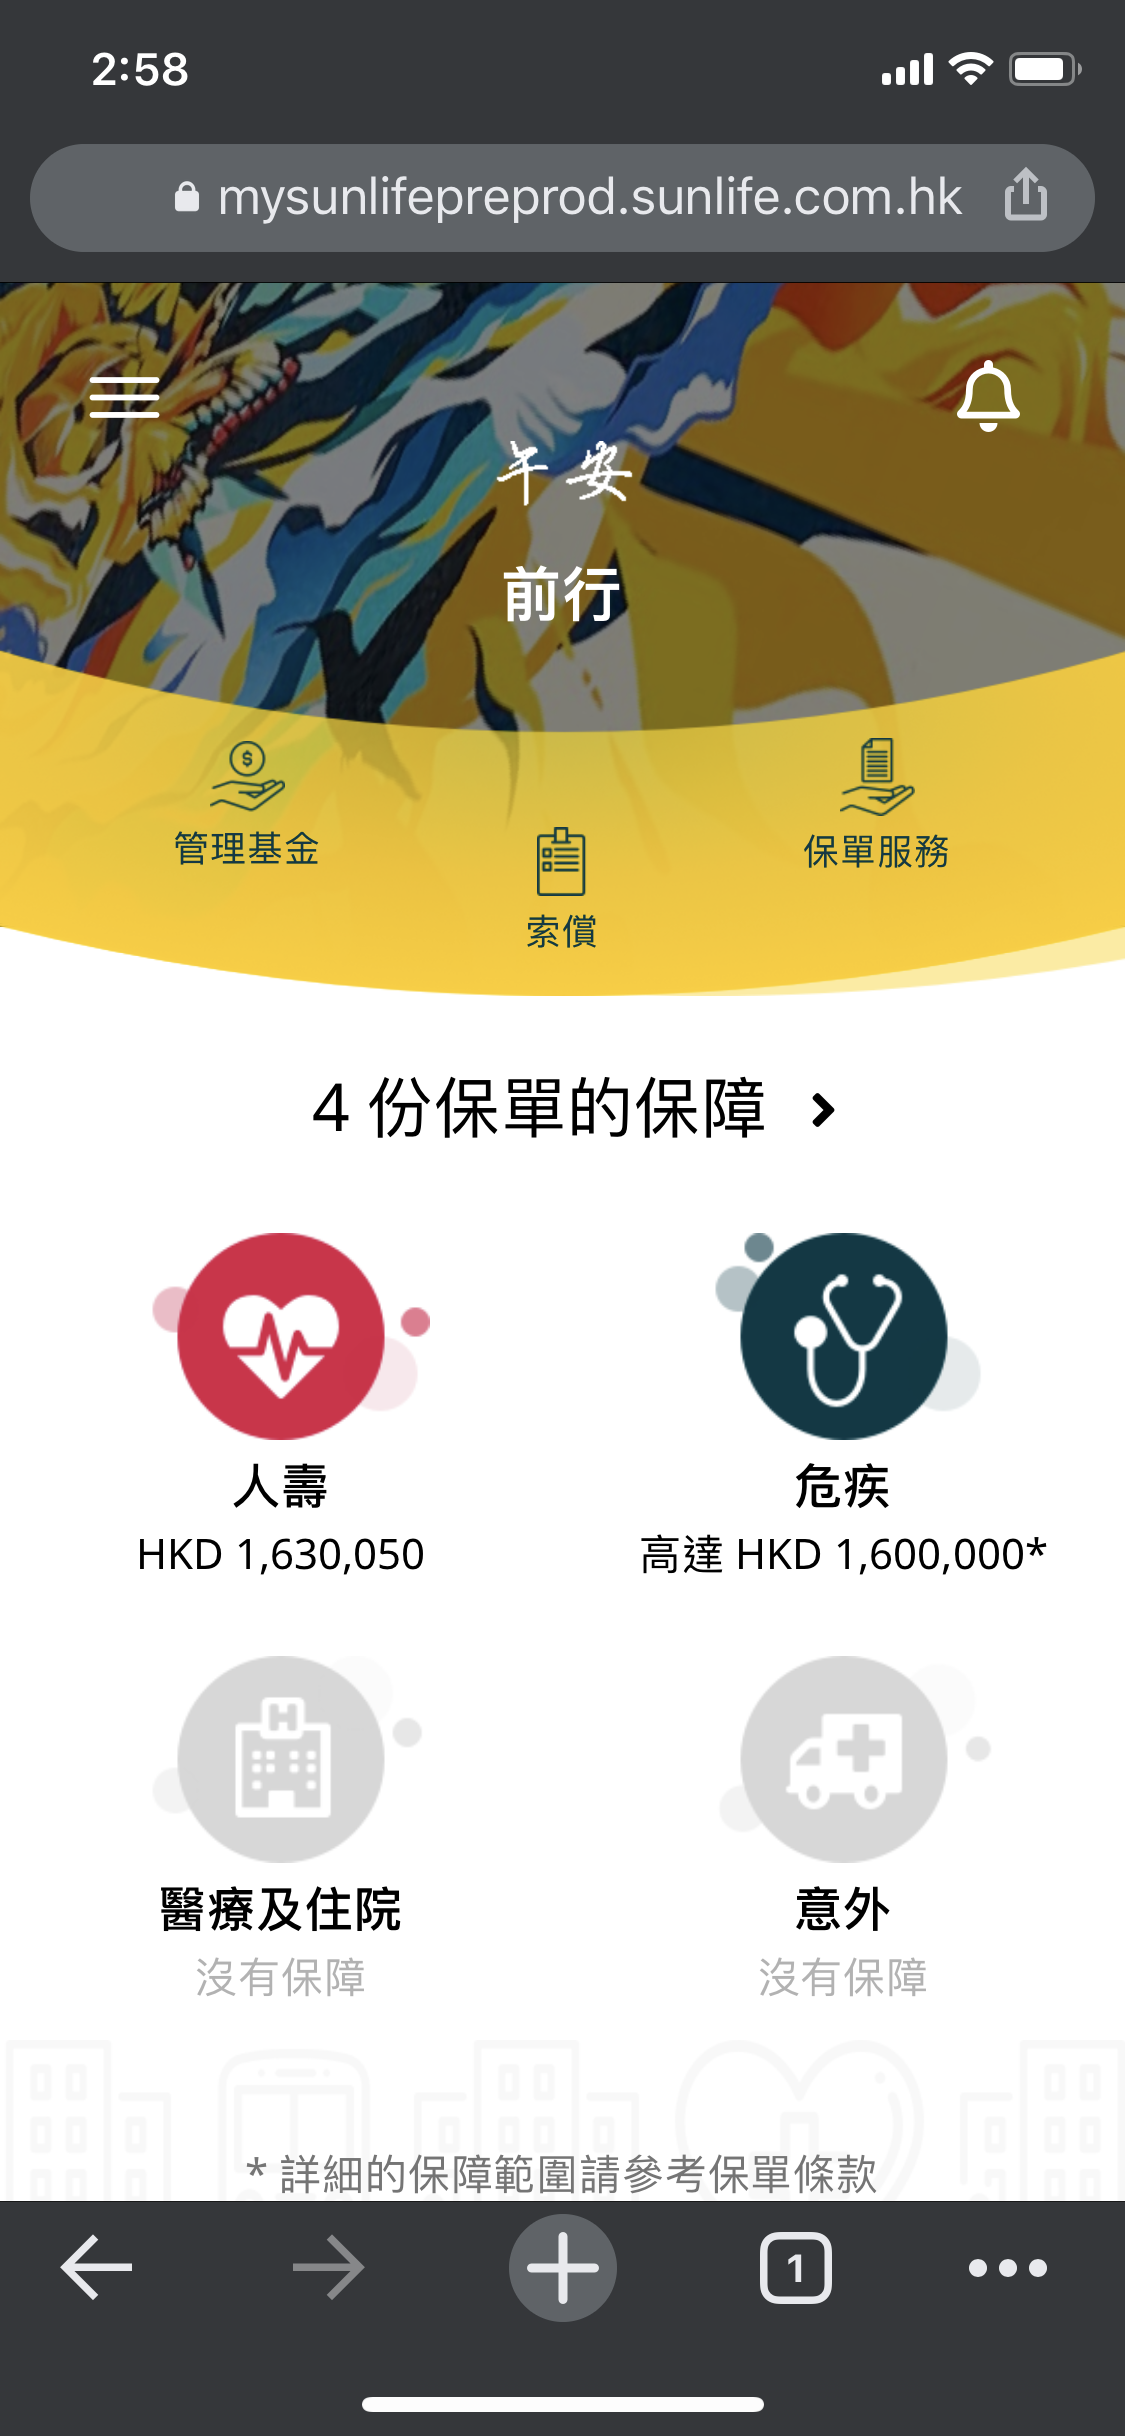 2:58
mysunlifepreprod.sunlife.com.hk
午安
前行
$
管理基金
保單服務
索償
4 份保單的保障
人壽
危疾
HKD 1,630,050
高達 HKD 1,600,000*
H
醫療及住院
意外
沒有保障
沒有保障
* 詳細的保障範圍請參考保單條款
1